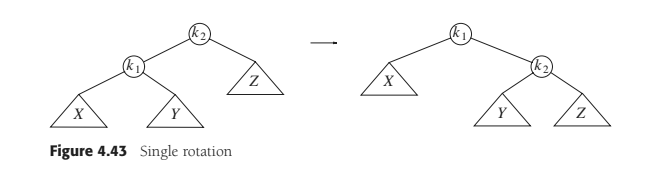 k₂
k₁
X
Y
Z
k₁
X
k₂
Y
Z
Figure 4.43 Single rotation